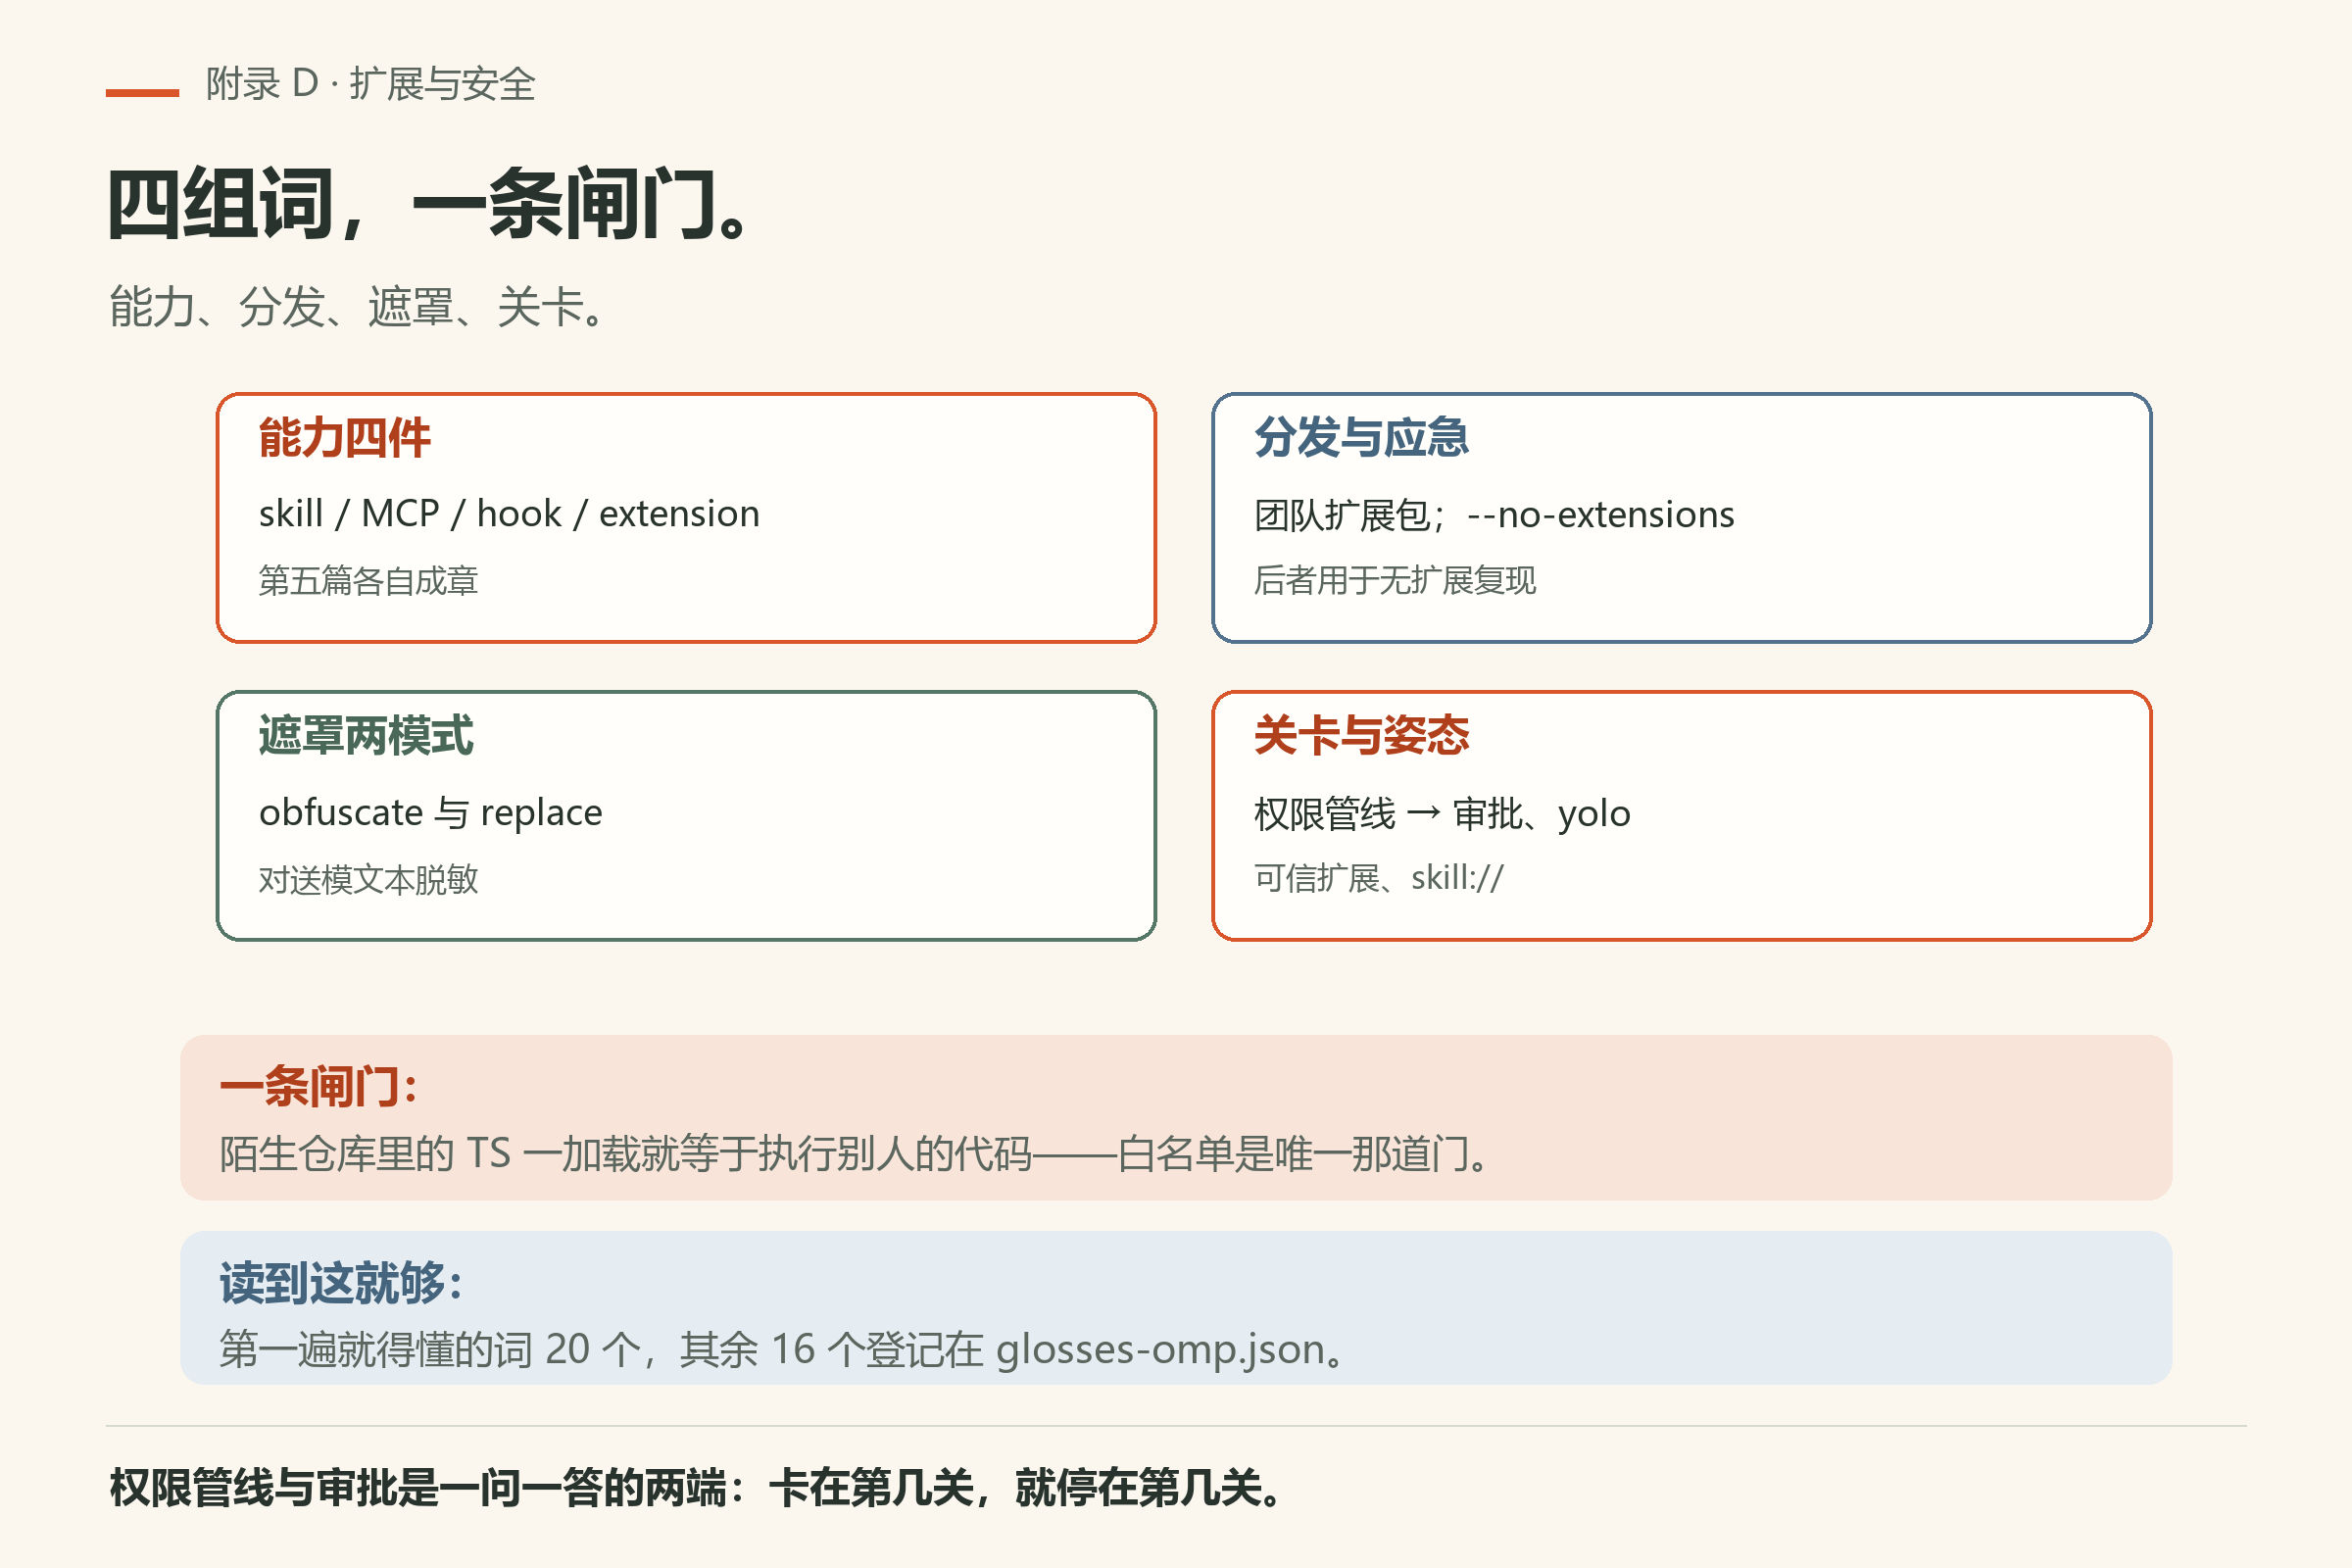 附录 D · 扩展与安全
四组词，一条闸门。
能力、分发、遮罩、关卡。
能力四件
skill / MCP / hook / extension
第五篇各自成章
分发与应急
团队扩展包；--no-extensions
后者用于无扩展复现
遮罩两模式
obfuscate 与 replace
对送模文本脱敏
关卡与姿态
权限管线 → 审批、yolo
可信扩展、skill://
一条闸门：
陌生仓库里的 TS 一加载就等于执行别人的代码——白名单是唯一那道门。
读到这就够：
第一遍就得懂的词 20 个，其余 16 个登记在 glosses-omp.json。
权限管线与审批是一问一答的两端：卡在第几关，就停在第几关。